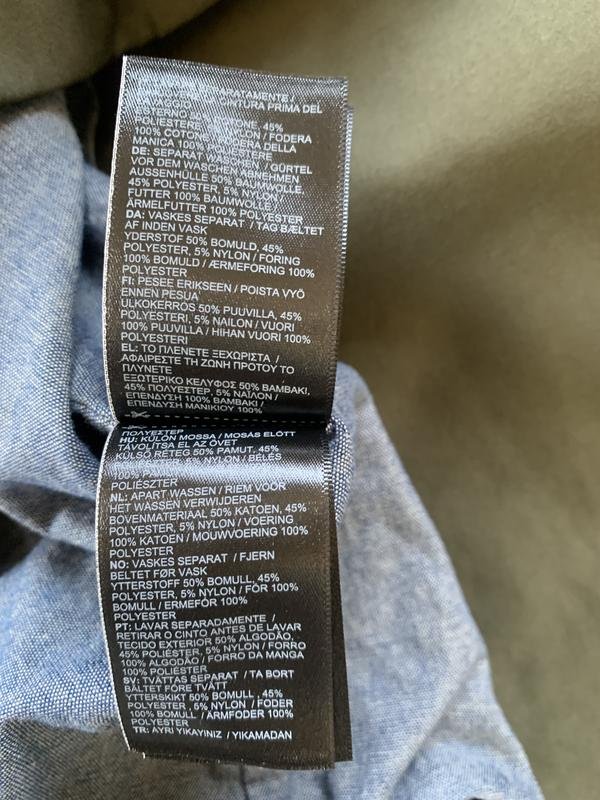 PINTURA PRIMA DEL
45%
POLIESTERE, NYLON / FODERA
100% COTONE
MANICA 100%
DE: SEPARAT WASCHEN / GÜRTEL
VOR DEM WASCHEN ABNEHMEN
AUSSENHÜLLE 50% BAUMWOLLE,
45% POLYESTER, 5% NYLON /
FUTTER 100% BAUMWOLLE /
ÄRMELFUTTER 100% POLYESTER
DA: VASKES SEPARAT / TAG BÆLTET
AF INDEN VASK
YDERSTOF 50% BOMULD, 45%
POLYESTER, 5% NYLON / FORING
100% BOMULD / ÆRMEFORING 100%
POLYESTER
FI: PESEE ERIKSEEN / POISTA VYÖ
ENNEN PESUA
ULKOKERROS 50% PUUVILLA, 45%
POLYESTERI, 5% NAILON / VUORI
100% PUUVILLA / HIHAN VUORI 100%
POLYESTERI
EL: ΤΟ ΠΛΕΝΕΤΕ ΞΕΧΩΡΙΣΤΑ /
ΑΦΑΙΡΕΣΤΕ ΤΗ ΖΩΝΗ ΠΡΟΤΟΥ ΤΟ
ΠΛΥΝΕΤΕ
ΕΞΩΤΕΡΙΚΟ ΚΕΛΥΦΟΣ 50% ΒΑΜΒΑΚΙ,
45% ΠΟΛΥΕΣΤΕΡ, 5% ΝΑΪΛΟΝ /
ΕΠΕΝΔΥΣΗ 100% ΒΑΜΒΑΚΙ /
ΕΠΕΝΔΥΣΗ ΜΑΝΙΚΙΟΥ 100%
ΠΟΛΥΕΣΤΕΡ
HU: KÜLÖN MOSSA / MOSÁS ELŐTT
TÁVOLÍTSA EL AZ ÖVET
KÜLSŐ RÉTEG 50% PAMUT, 45%
POLIÉSZTER, 5% NYLON / BÉLÉS
100%
POLIÉSZTER
NL: APART WASSEN / RIEM VOOR
HET WASSEN VERWIJDEREN
BOVENMATERIAAL 50% KATOEN, 45%
POLYESTER, 5% NYLON / VOERING
100% KATOEN / MOUWVOERING 100%
POLYESTER
NO: VASKES SEPARAT / FJERN
BELTET FØR VASK
YTTERSTOFF 50% BOMULL, 45%
POLYESTER, 5% NYLON / FÔR 100%
BOMULL / ERMEFÔR 100%
POLYESTER
PT: LAVAR SEPARADAMENTE /
RETIRAR O CINTO ANTES DE LAVAR
TECIDO EXTERIOR 50% ALGODÃO,
45% POLIÉSTER, 5% NYLON / FORRO
100% ALGODÃO / FORRO DA MANGA
100% POLIÉSTER
SV: TVÄTTAS SEPARAT / TA BORT
BÄLTET FÖRE TVÄTT
YTTERSKIKT 50% BOMULL , 45%
POLYESTER , 5% NYLON / FODER
100% BOMULL / ÄRMFODER 100%
POLYESTER
TR: AYRI YIKAYINIZ / YIKAMADAN